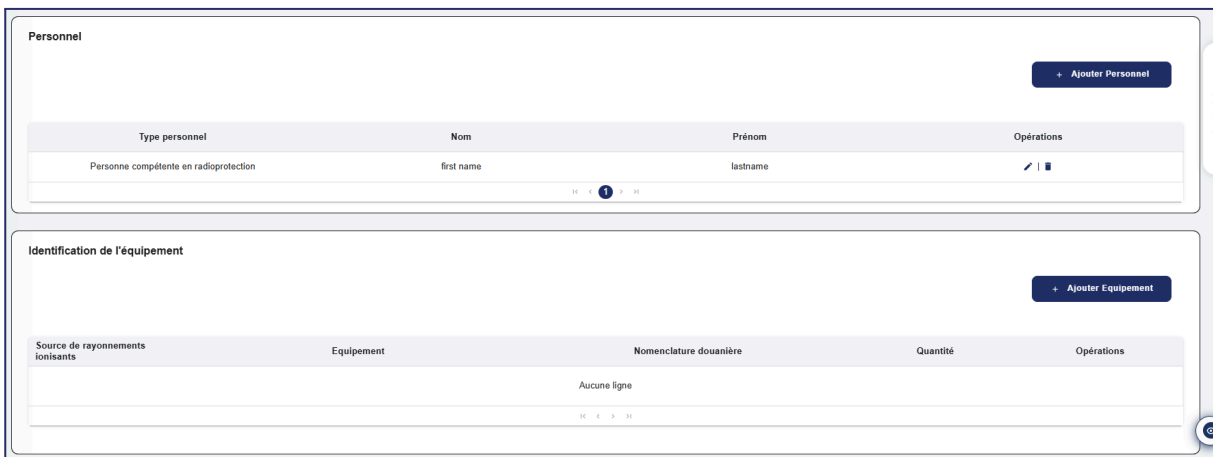 Personnel
+ Ajouter Personnel
Type personnel Nom Prénom Opérations
Personne compétente en radioprotection first name lastname |
1
Identification de l'équipement
+ Ajouter Equipement
Source de rayonnements
ionisants Equipement Nomenclature douanière Quantité Opérations
Aucune ligne